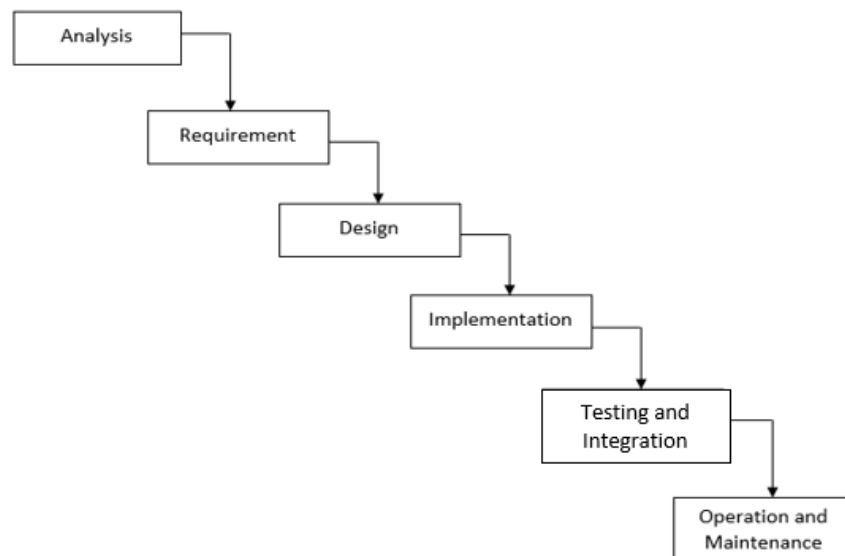 Analysis
Requirement
Design
Implementation
Testing and
Integration
Operation and
Maintenance